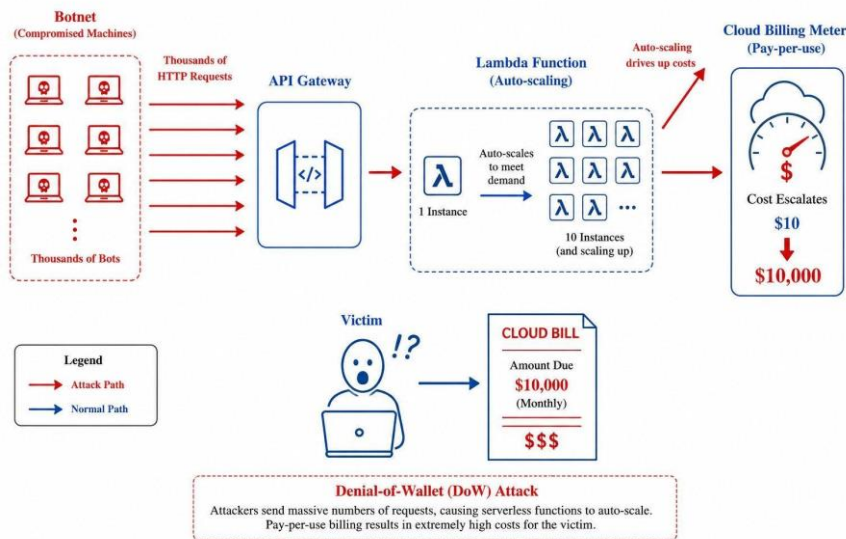 Botnet
(Compromised Machines)
Thousands of Bots
Thousands of
HTTP Requests
API Gateway
</>
Lambda Function
(Auto-scaling)
λ
1 Instance
Auto-scales
to meet
demand
λ λ λ
λ λ λ
λ λ ...
10 Instances
(and scaling up)
Auto-scaling
drives up costs
Cloud Billing Meter
(Pay-per-use)
$
Cost Escalates
$10
$10,000
Legend
Attack Path
Normal Path
Victim
!?
CLOUD BILL
Amount Due
$10,000
(Monthly)
$$$
Denial-of-Wallet (DoW) Attack
Attackers send massive numbers of requests, causing serverless functions to auto-scale.
Pay-per-use billing results in extremely high costs for the victim.